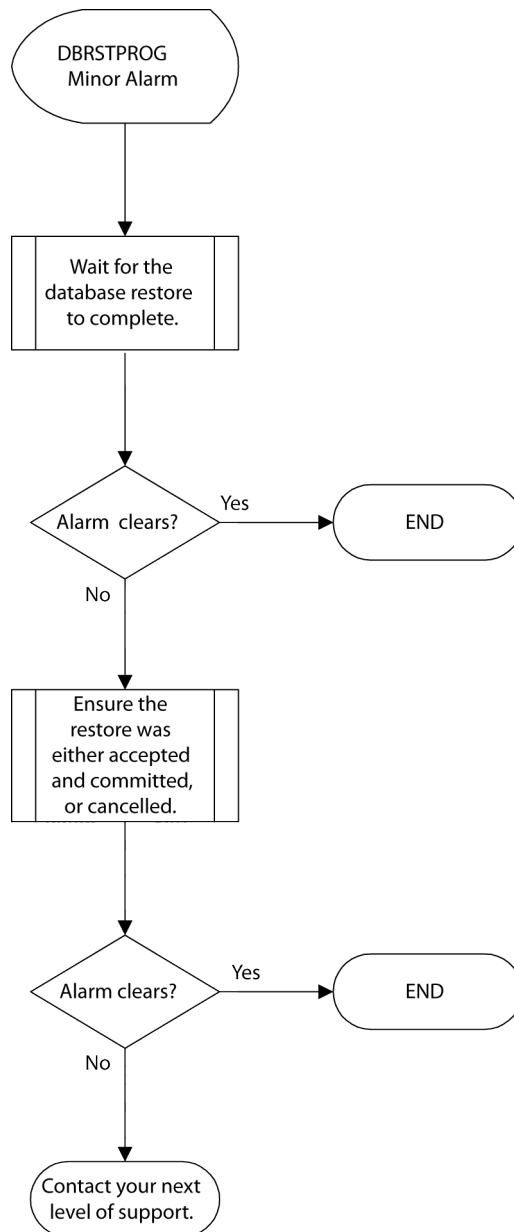 DBRSTPROG
Minor Alarm
Wait for the
database restore
to complete.
Alarm clears?
Yes
END
No
Ensure the
restore was
either accepted
and committed,
or cancelled.
Alarm clears?
Yes
END
No
Contact your next
level of support.